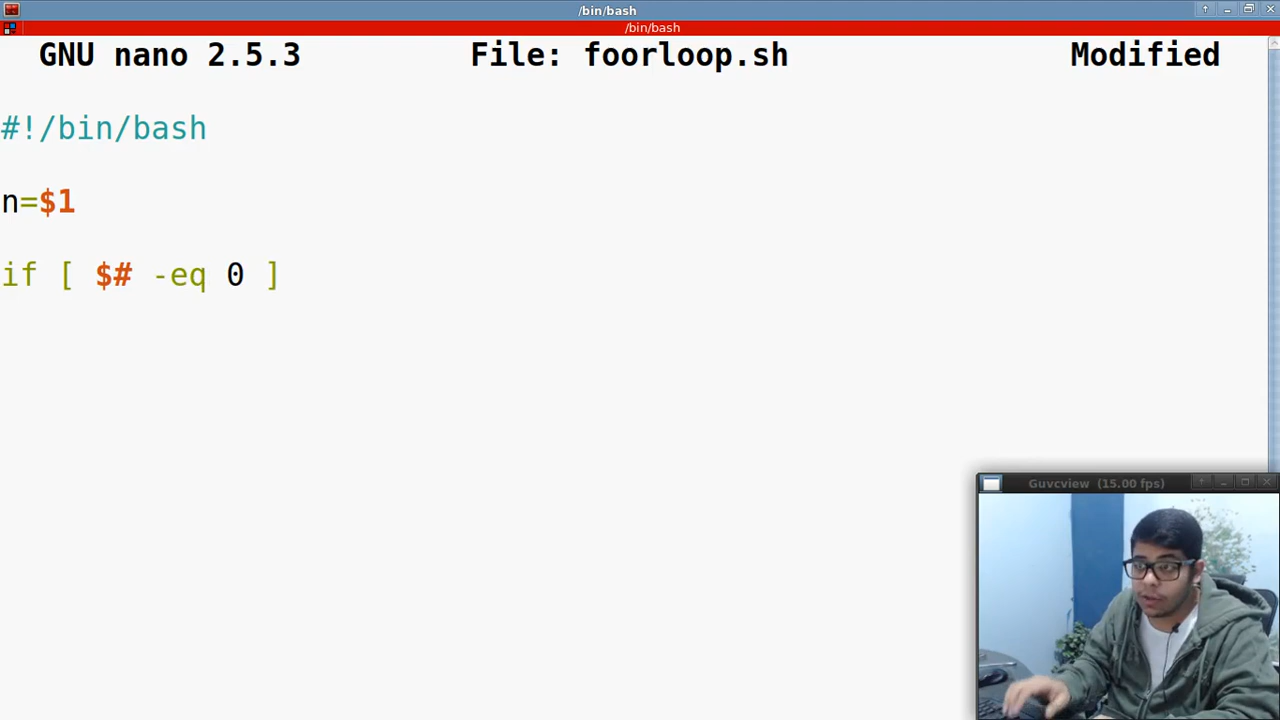 /bin/bash
/bin/bash
GNU nano 2.5.3 File: foorloop.sh Modified
#!/bin/bash
n=$1
if [ $# -eq 0 ]
Guvcview (15.00 fps)